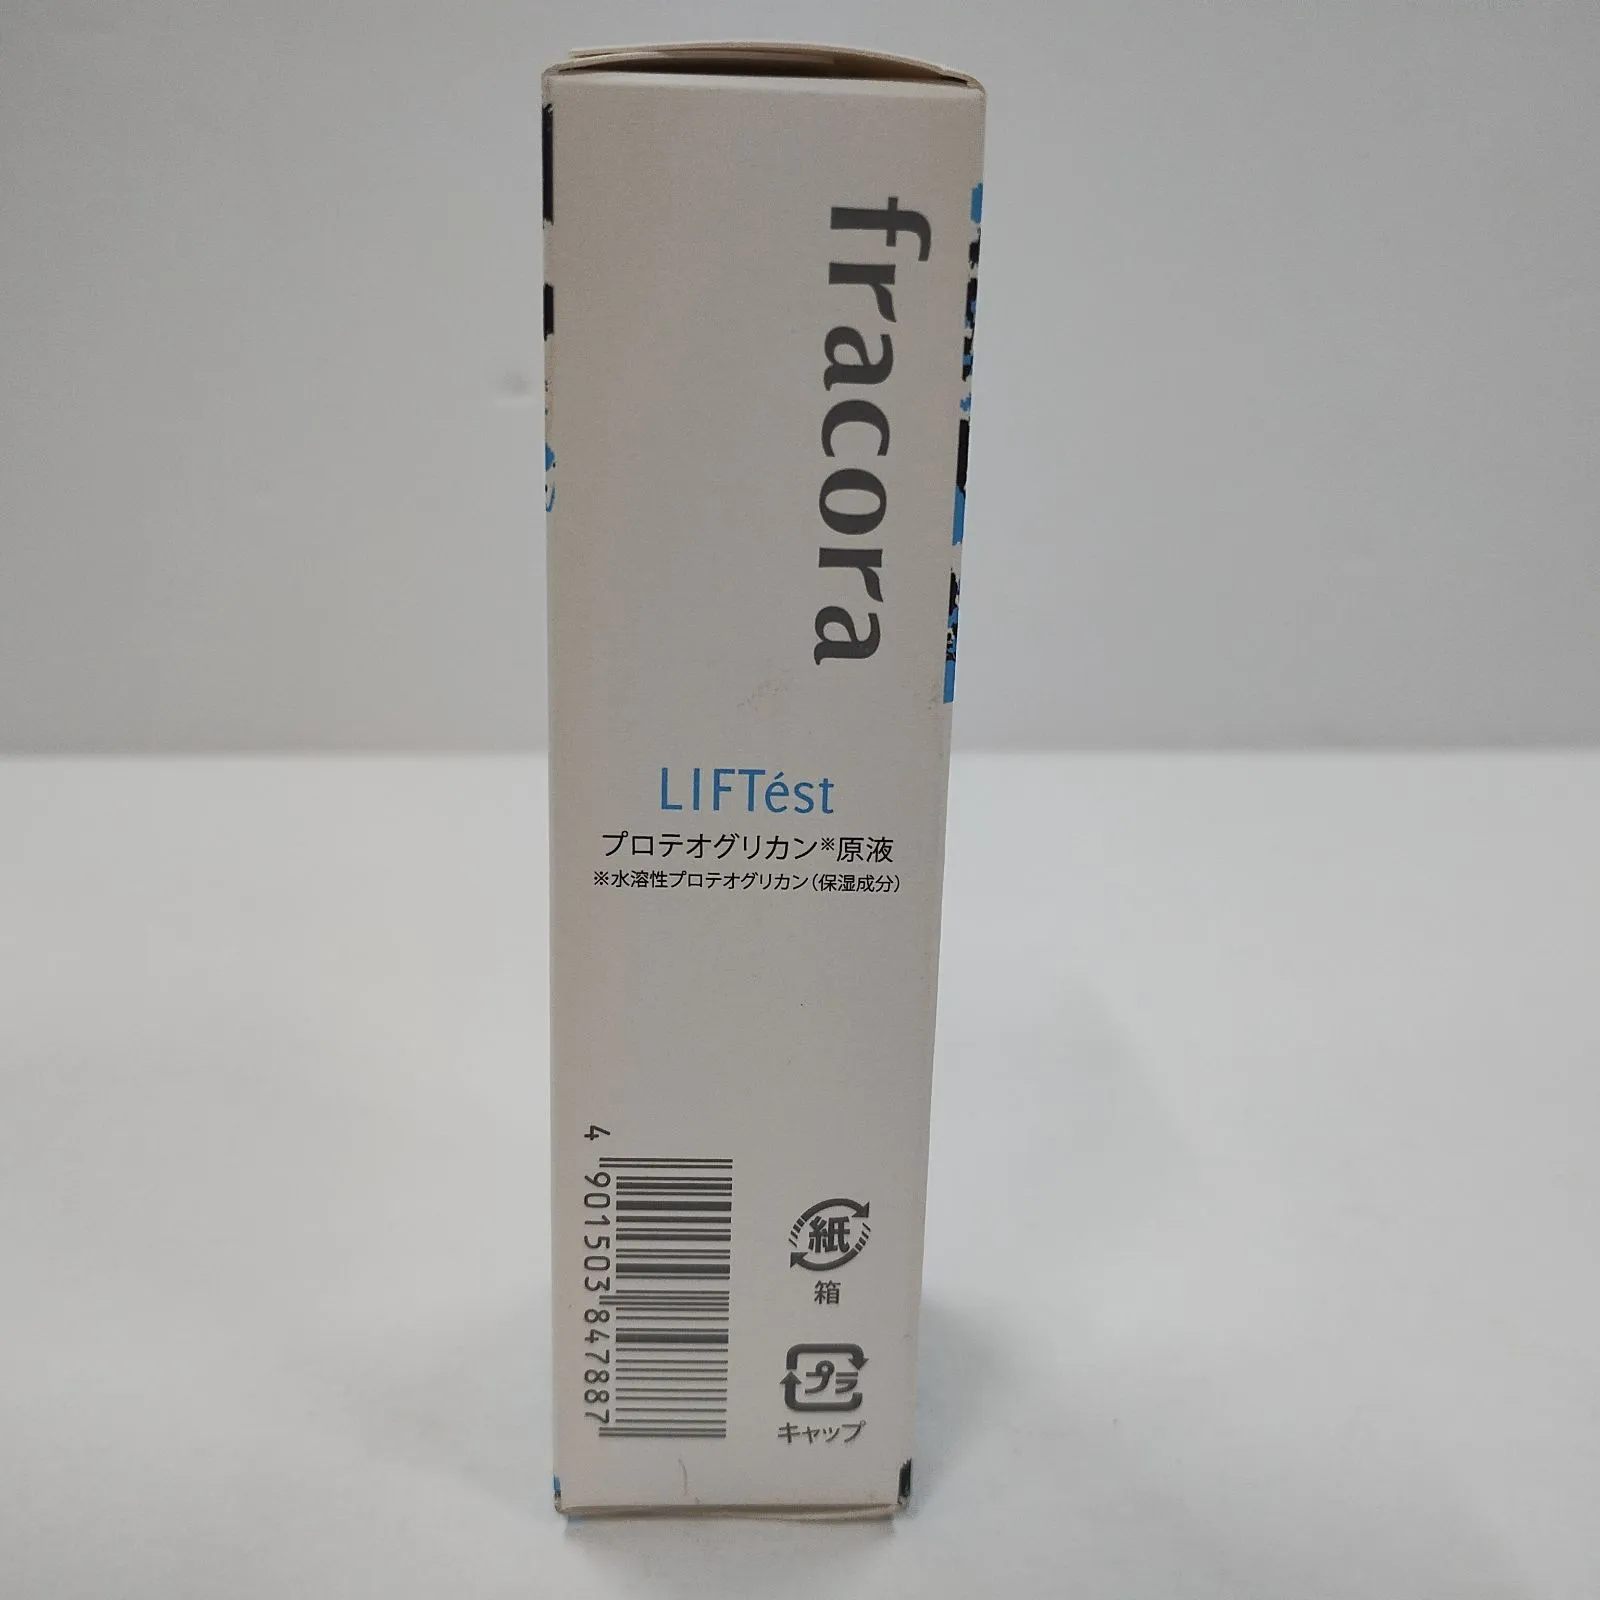 fracora
LIFTést
プロテオグリカン※原液
※水溶性プロテオグリカン（保湿成分）
4 901503 847887
紙
箱
プラ
キャップ